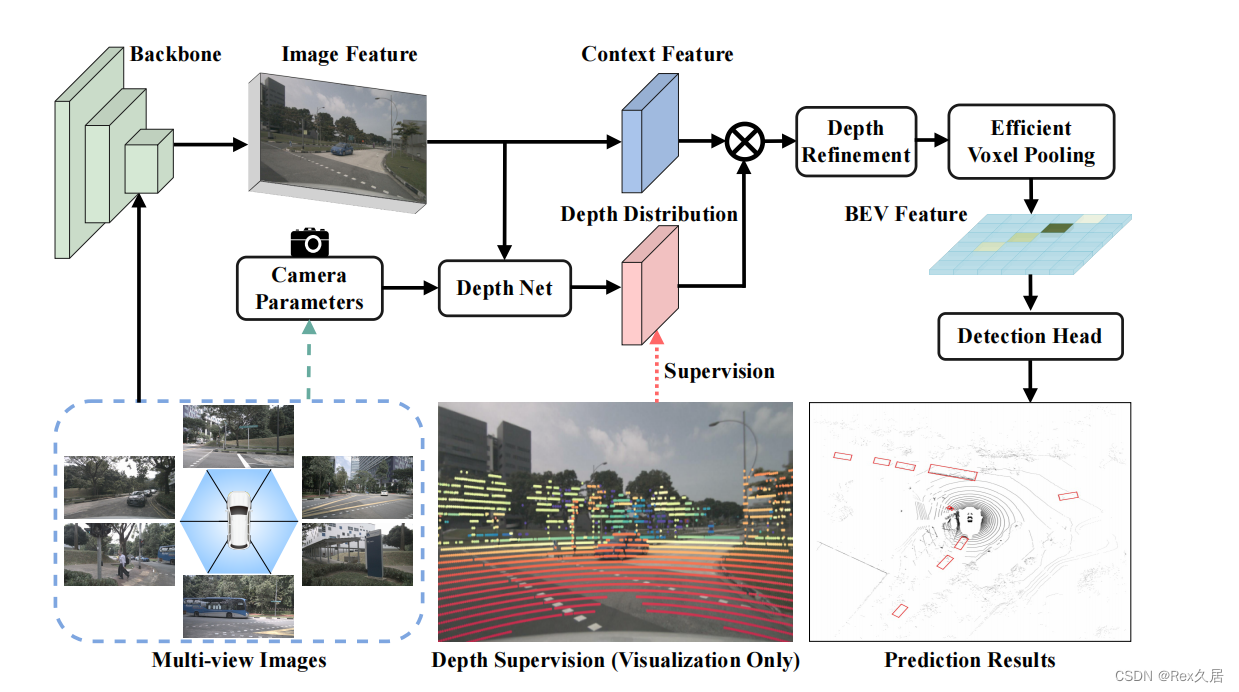 Backbone
Image Feature
Context Feature
Depth
Refinement
Efficient
Voxel Pooling
Depth Distribution
BEV Feature
Camera
Parameters
Depth Net
Detection Head
Supervision
Multi-view Images
Depth Supervision (Visualization Only)
Prediction Results
CSDN @Rex久居